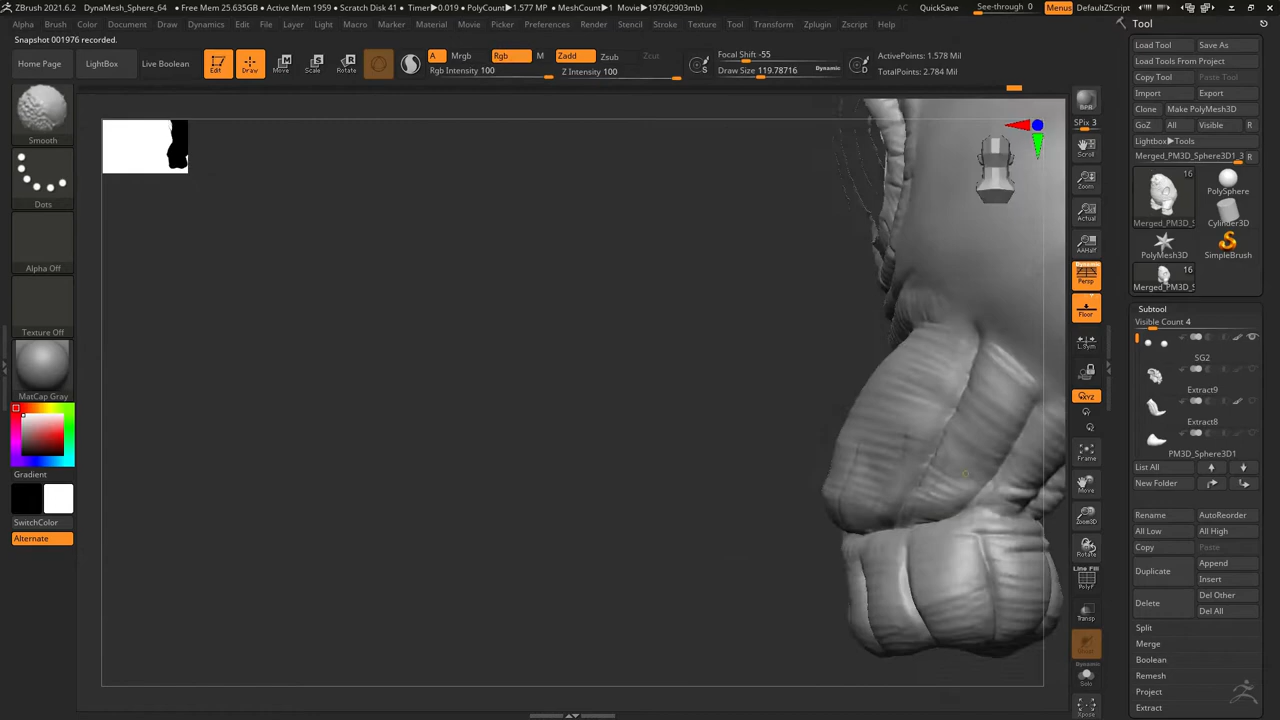 ZBrush 2021.6.2 DynaMesh_Sphere_64 • Free Mem 25.635GB • Active Mem 1959 • Scratch Disk 41 • Timer▶0.019 • PolyCount▶1.577 MP • MeshCount▶1 • Movie▶1976(2903mb) AC QuickSave See-through 0 Menus DefaultZScript
Alpha Brush Color Document Draw Dynamics Edit File Layer Light Macro Marker Material Movie Picker Preferences Render Stencil Stroke Texture Tool Transform Zplugin Zscript Help
Snapshot 001976 recorded.
Home Page LightBox Live Boolean Edit Draw Move Scale Rotate
A Mrgb Rgb M Zadd Zsub Zcut
Rgb Intensity 100 Z Intensity 100
Focal Shift -55
Draw Size 119.78716 Dynamic
S D
ActivePoints: 1.578 Mil
TotalPoints: 2.784 Mil
Smooth
Dots
Alpha Off
Texture Off
MatCap Gray
Gradient
SwitchColor
Alternate
BPR
SPix 3
Scroll
Zoom
Actual
AAHalf
Dynamic
Persp
Floor
L.Sym
XYZ
Frame
Move
Zoom3D
Rotate
Line Fill
PolyF
Transp
Dynamic
Solo
Xpose
Tool
Load Tool Save As
Load Tools From Project
Copy Tool Paste Tool
Import Export
Clone Make PolyMesh3D
GoZ All Visible R
Lightbox▶Tools
Merged_PM3D_Sphere3D1_3 R
16
PolySphere
Merged_PM3D_S Cylinder3D
PolyMesh3D SimpleBrush
16
Merged_PM3D_S
Subtool
Visible Count 4
SG2
Extract9
Extract8
PM3D_Sphere3D1
List All
New Folder
Rename AutoReorder
All Low All High
Copy Paste
Duplicate Append
Insert
Delete Del Other
Del All
Split
Merge
Boolean
Remesh
Project
Extract